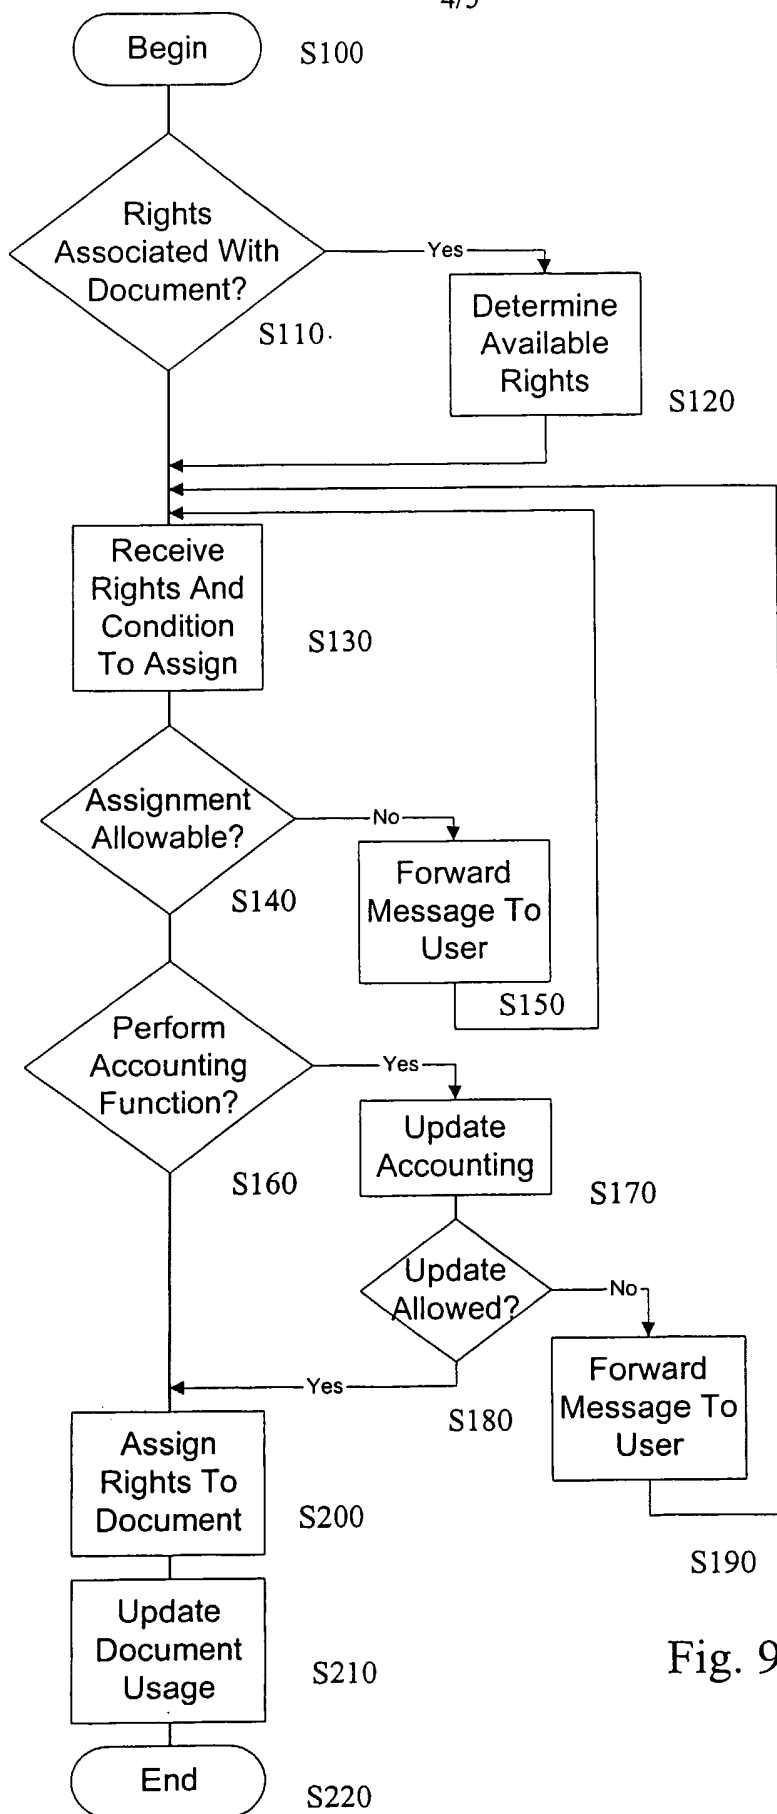 4/5
Begin
S100
Rights
Associated With
Document?
Yes
S110.
Determine
Available
Rights
S120
Receive
Rights And
Condition
To Assign
S130
Assignment
Allowable?
No
S140
Forward
Message To
User
S150
Perform
Accounting
Function?
Yes
S160
Update
Accounting
S170
Update
Allowed?
No
Yes
S180
Forward
Message To
User
S190
Assign
Rights To
Document
S200
Update
Document
Usage
S210
Fig. 9
End
S220